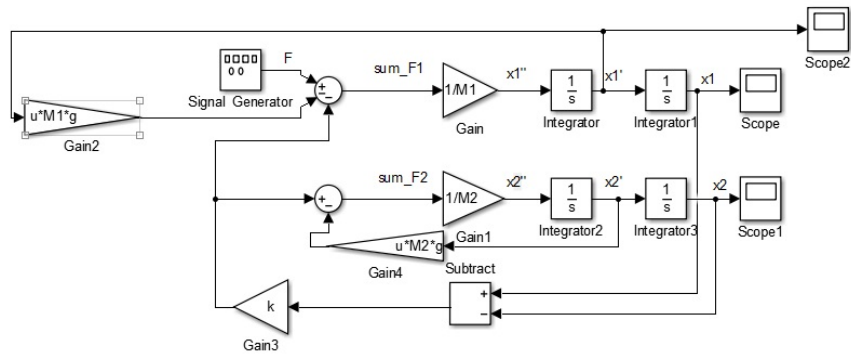 Scope2
F
Signal Generator
+
−
−
sum_F1
1/M1
Gain
x1''
1
s
Integrator
x1'
1
s
Integrator1
x1
Scope
u*M1*g
Gain2
+
−
sum_F2
1/M2
Gain1
x2''
1
s
Integrator2
x2'
1
s
Integrator3
x2
Scope1
u*M2*g
Gain4
Subtract
+
−
k
Gain3